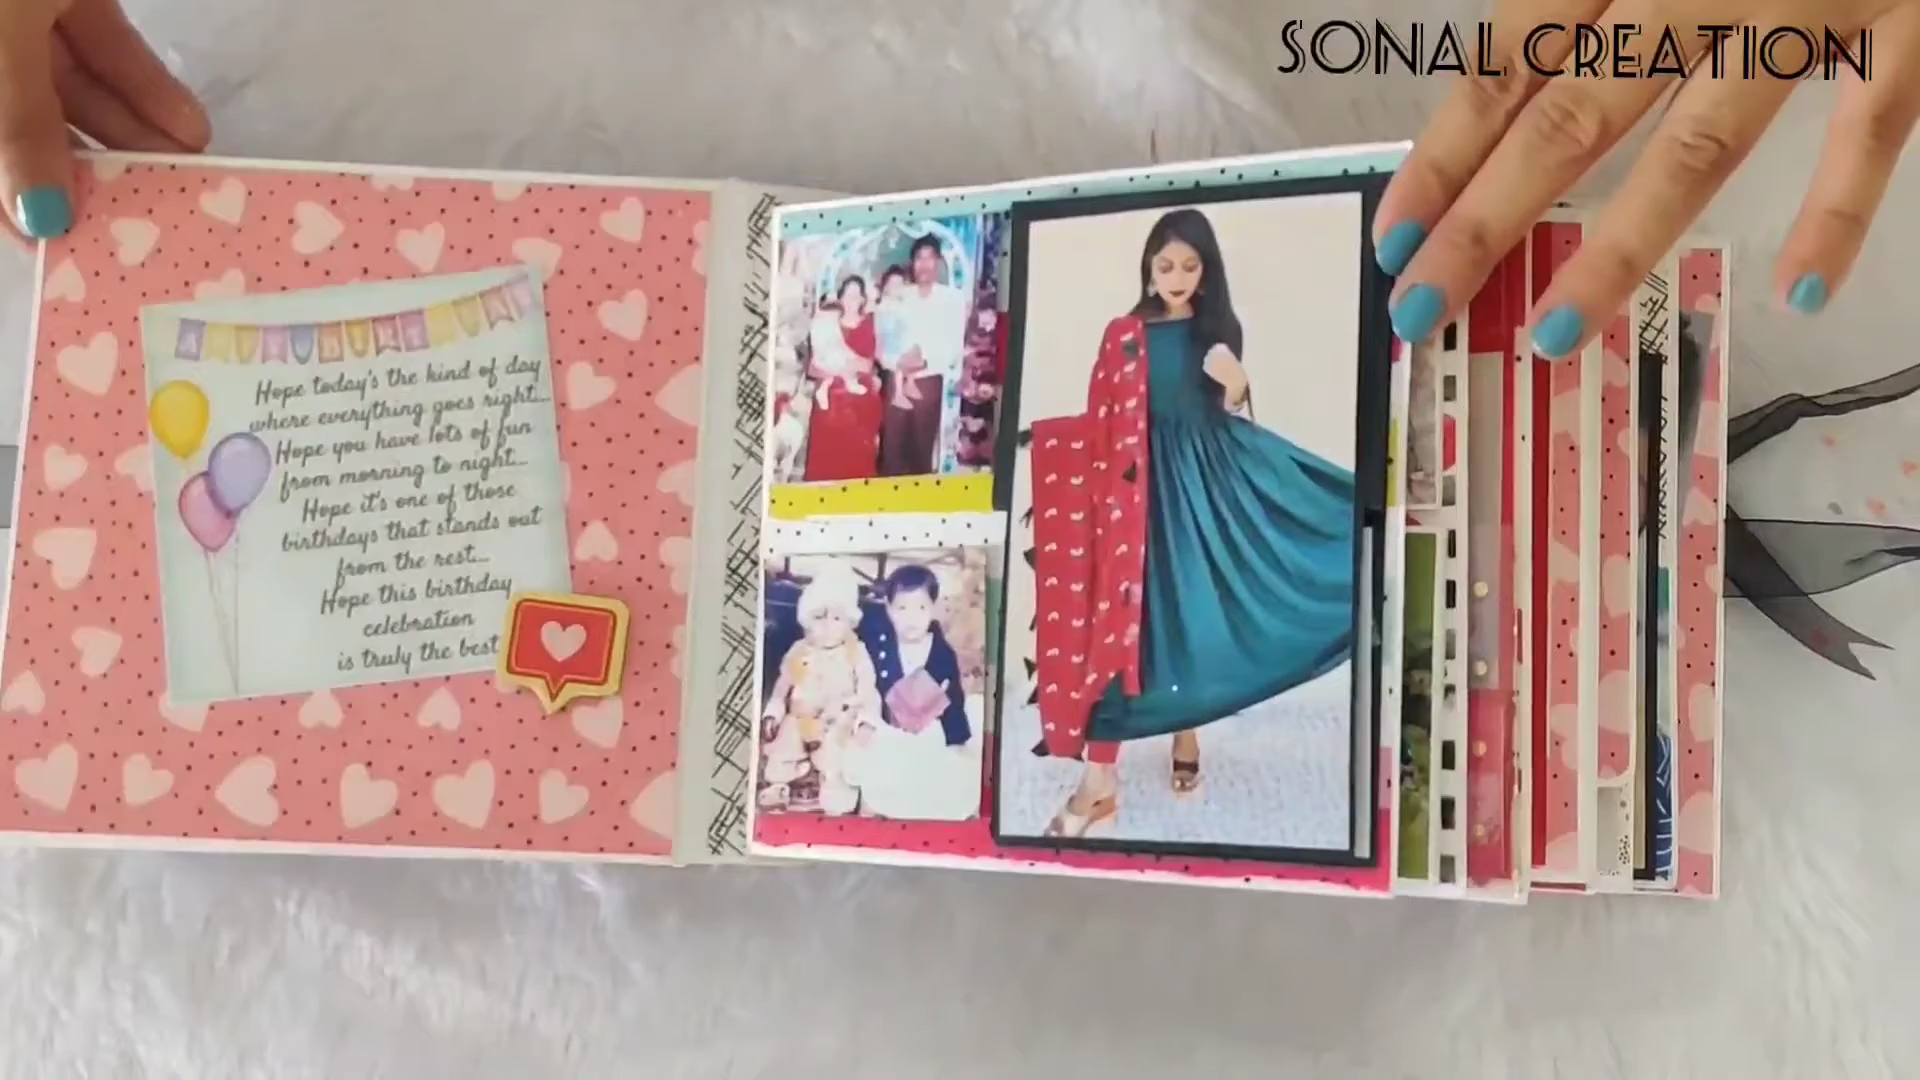 SONAL CREATION
Hope today's the kind of day
where everything goes right...
Hope you have lots of fun
from morning to night...
Hope it's one of those
birthdays that stands out
from the rest...
Hope this birthday
celebration
is truly the best